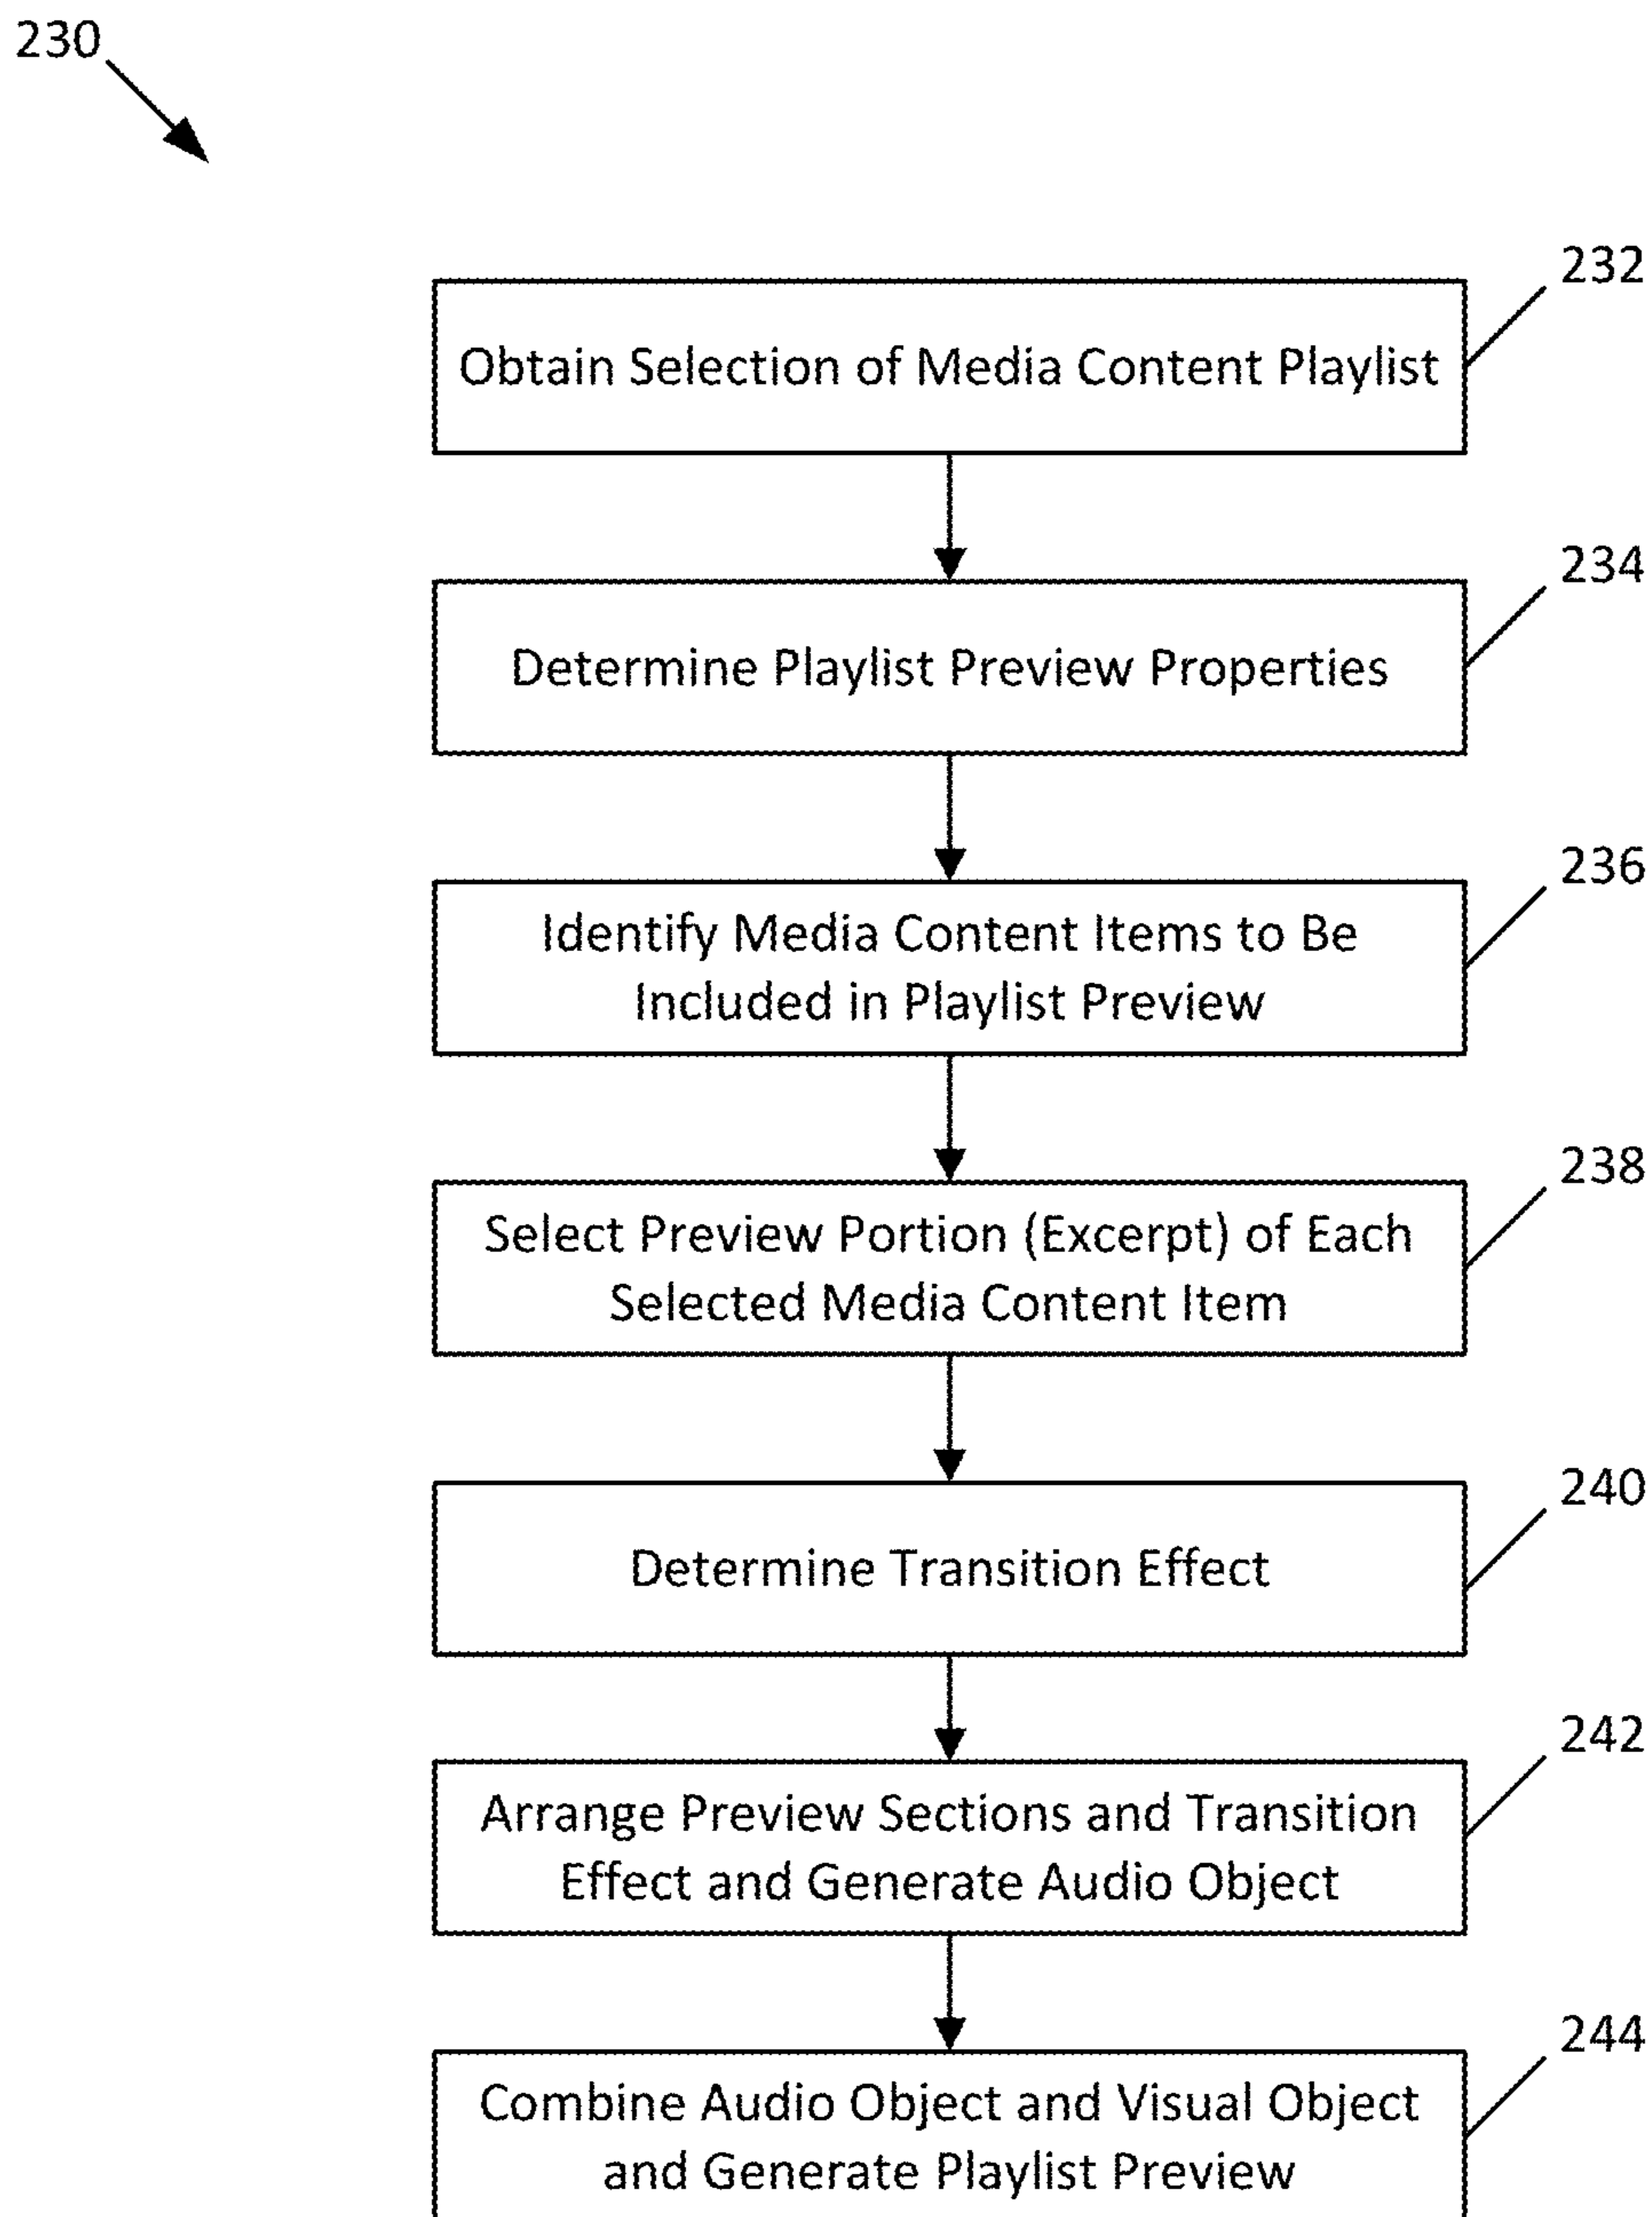 230
232
Obtain Selection of Media Content Playlist
234
Determine Playlist Preview Properties
236
Identify Media Content Items to Be
Included in Playlist Preview
238
Select Preview Portion (Excerpt) of Each
Selected Media Content Item
240
Determine Transition Effect
242
Arrange Preview Sections and Transition
Effect and Generate Audio Object
244
Combine Audio Object and Visual Object
and Generate Playlist Preview